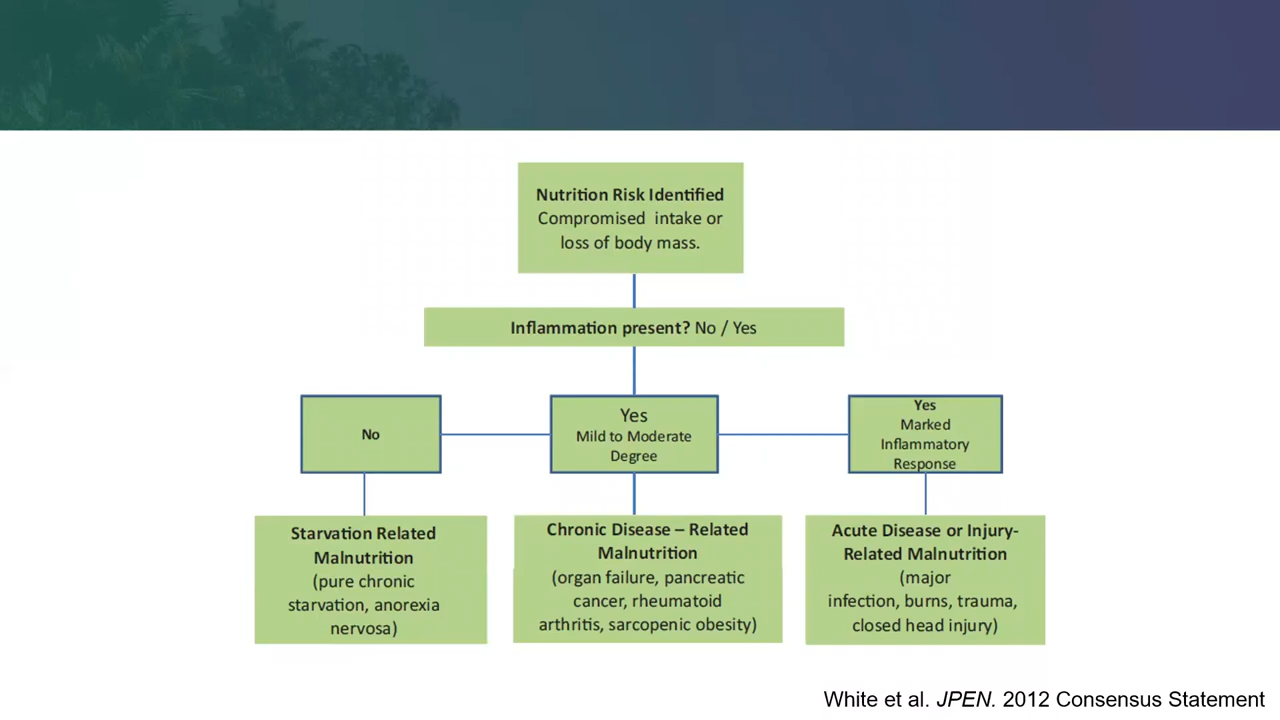 Nutrition Risk Identified
Compromised intake or
loss of body mass.
Inflammation present? No / Yes
No
Yes
Mild to Moderate
Degree
Yes
Marked
Inflammatory
Response
Starvation Related
Malnutrition
(pure chronic
starvation, anorexia
nervosa)
Chronic Disease – Related
Malnutrition
(organ failure, pancreatic
cancer, rheumatoid
arthritis, sarcopenic obesity)
Acute Disease or Injury-
Related Malnutrition
(major
infection, burns, trauma,
closed head injury)
White et al. JPEN. 2012 Consensus Statement